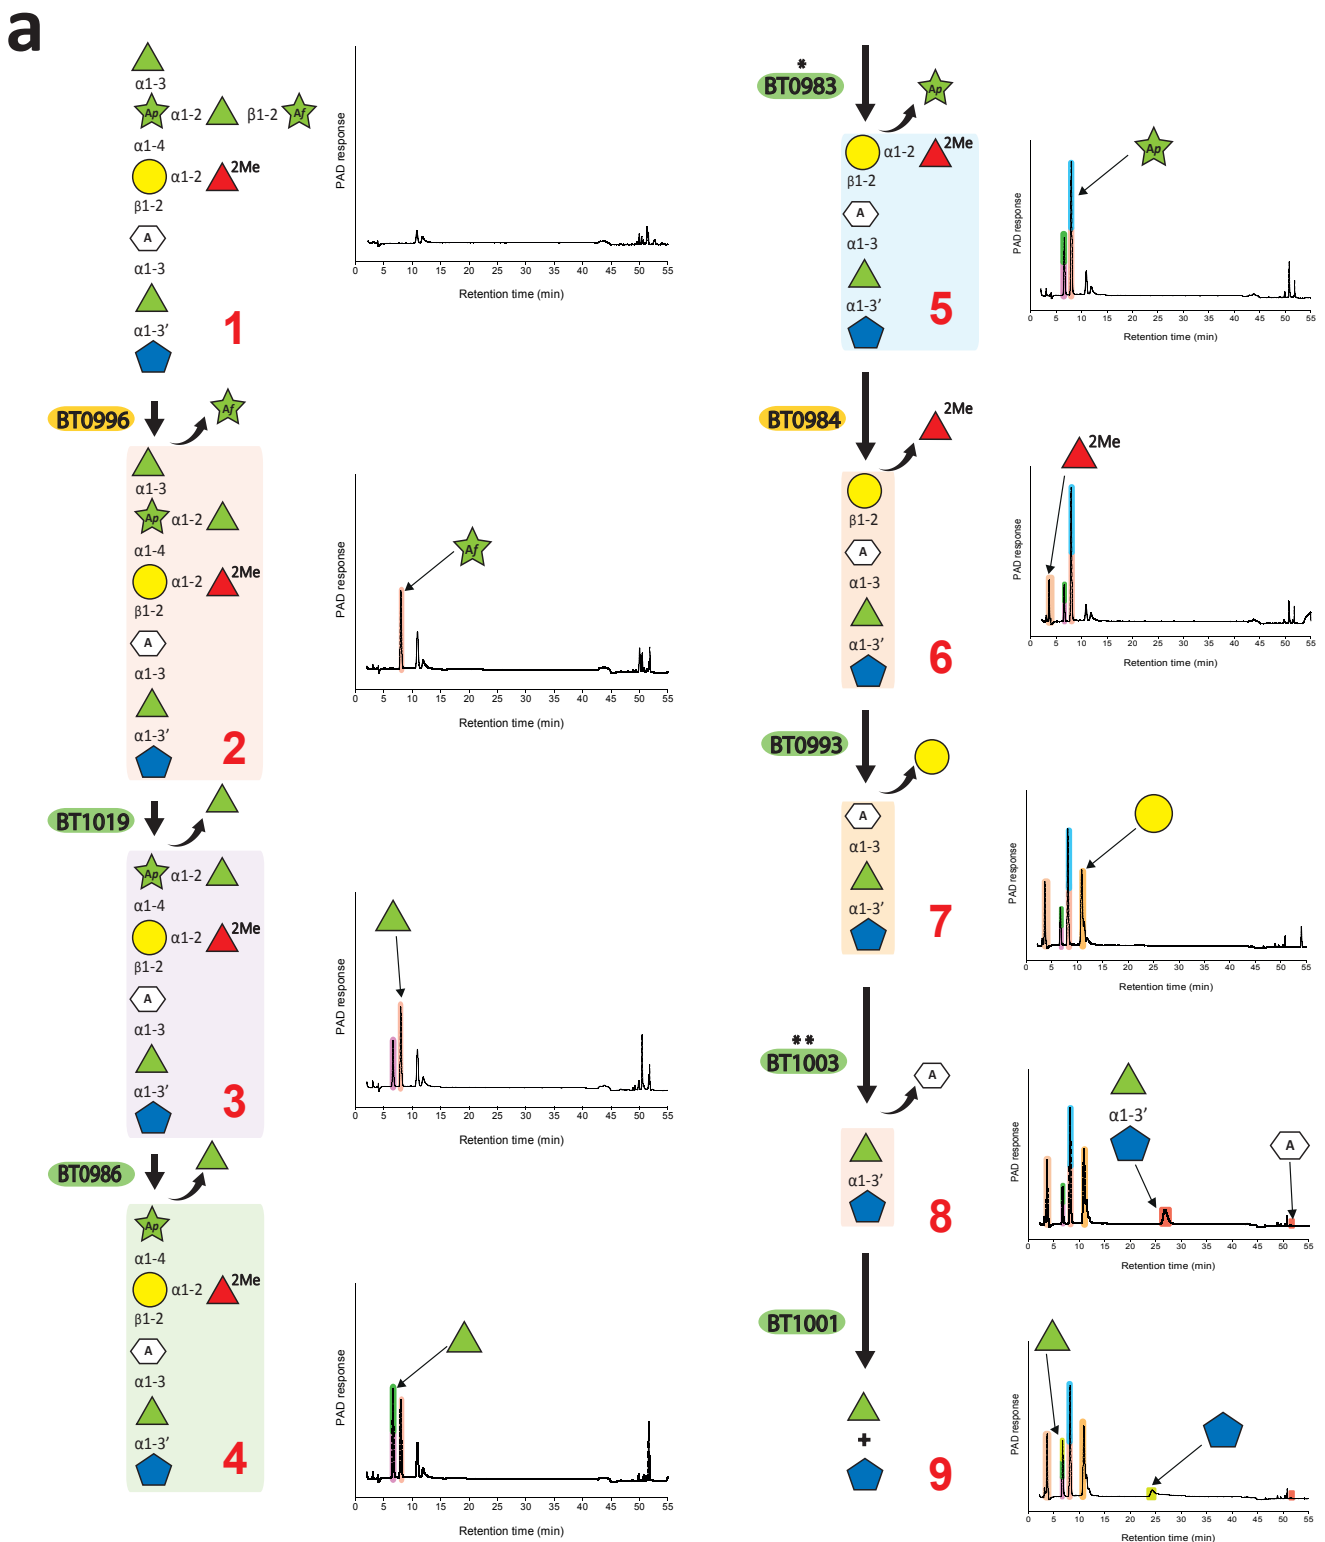 a
α1-3
Ap α1-2 β1-2 Af
α1-4
α1-2 2Me
β1-2
A
α1-3
α1-3′
1
PAD response
0 5 10 15 20 25 30 35 40 45 50 55
Retention time (min)
BT0996
Af
α1-3
Ap α1-2
α1-4
α1-2 2Me
β1-2
A
α1-3
α1-3′
2
Af
PAD response
0 5 10 15 20 25 30 35 40 45 50 55
Retention time (min)
BT1019
Ap α1-2
α1-4
α1-2 2Me
β1-2
A
α1-3
α1-3′
3
PAD response
0 5 10 15 20 25 30 35 40 45 50 55
Retention time (min)
BT0986
Ap
α1-4
α1-2 2Me
β1-2
A
α1-3
α1-3′
4
PAD response
0 5 10 15 20 25 30 35 40 45 50 55
Retention time (min)
*
BT0983
Ap
α1-2 2Me
β1-2
A
α1-3
α1-3′
5
Ap
PAD response
0 5 10 15 20 25 30 35 40 45 50 55
Retention time (min)
BT0984
2Me
β1-2
A
α1-3
α1-3′
6
2Me
PAD response
0 5 10 15 20 25 30 35 40 45 50 55
Retention time (min)
BT0993
A
α1-3
α1-3′
7
PAD response
0 5 10 15 20 25 30 35 40 45 50 55
Retention time (min)
**
BT1003
A
α1-3′
8
α1-3′
A
PAD response
0 5 10 15 20 25 30 35 40 45 50 55
Retention time (min)
BT1001
+
9
PAD response
0 5 10 15 20 25 30 35 40 45 50 55
Retention time (min)